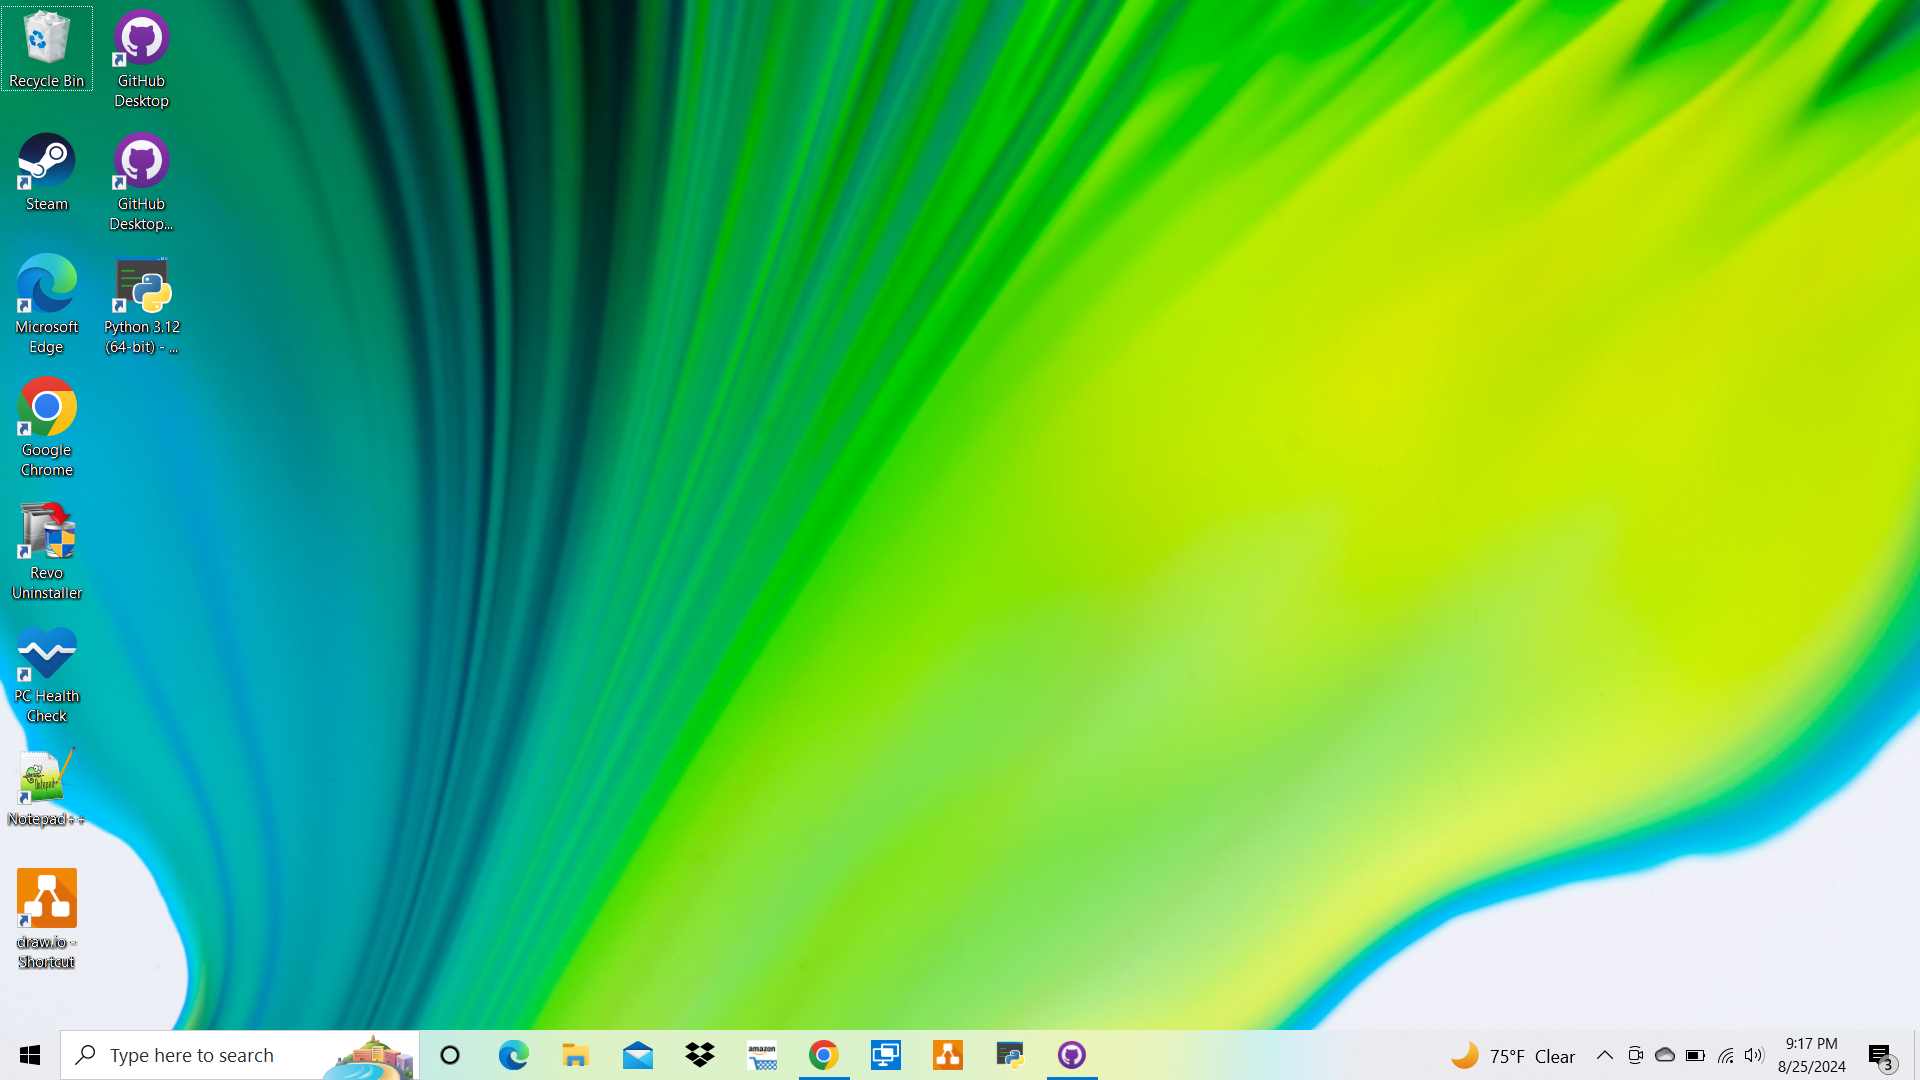 Recycle Bin
GitHub
Desktop
Steam
GitHub
Desktop...
Microsoft
Edge
Python 3.12
(64-bit) - ...
Google
Chrome
Revo
Uninstaller
PC Health
Check
Notepad++
draw.io -
Shortcut
Type here to search
amazon
75°F Clear
9:17 PM
8/25/2024
3